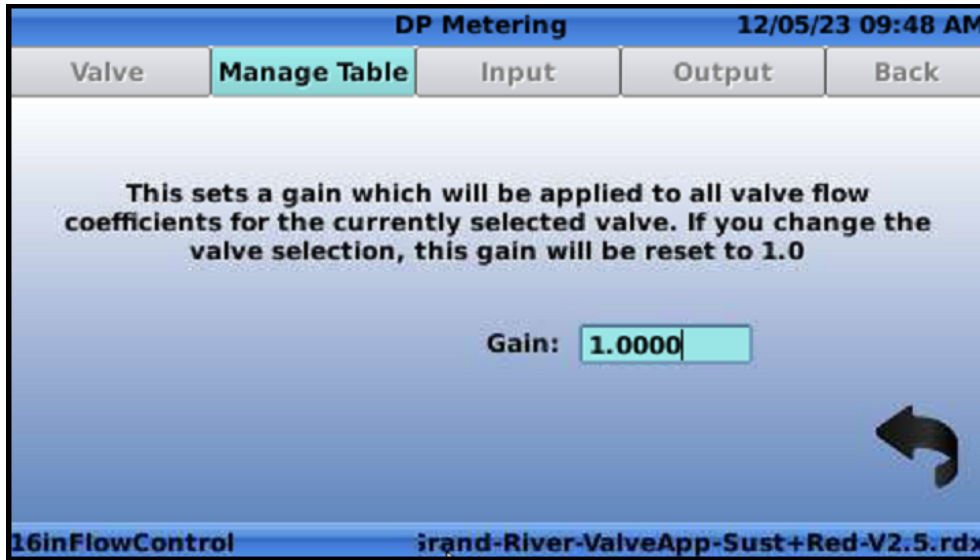 DP Metering 12/05/23 09:48 AM
Valve Manage Table Input Output Back
This sets a gain which will be applied to all valve flow
coefficients for the currently selected valve. If you change the
valve selection, this gain will be reset to 1.0
Gain: 1.0000
16inFlowControl rand-River-ValveApp-Sust+Red-V2.5.rdx